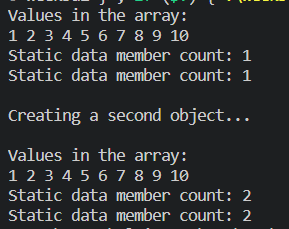 Values in the array:
1 2 3 4 5 6 7 8 9 10
Static data member count: 1
Static data member count: 1
Creating a second object...
Values in the array:
1 2 3 4 5 6 7 8 9 10
Static data member count: 2
Static data member count: 2